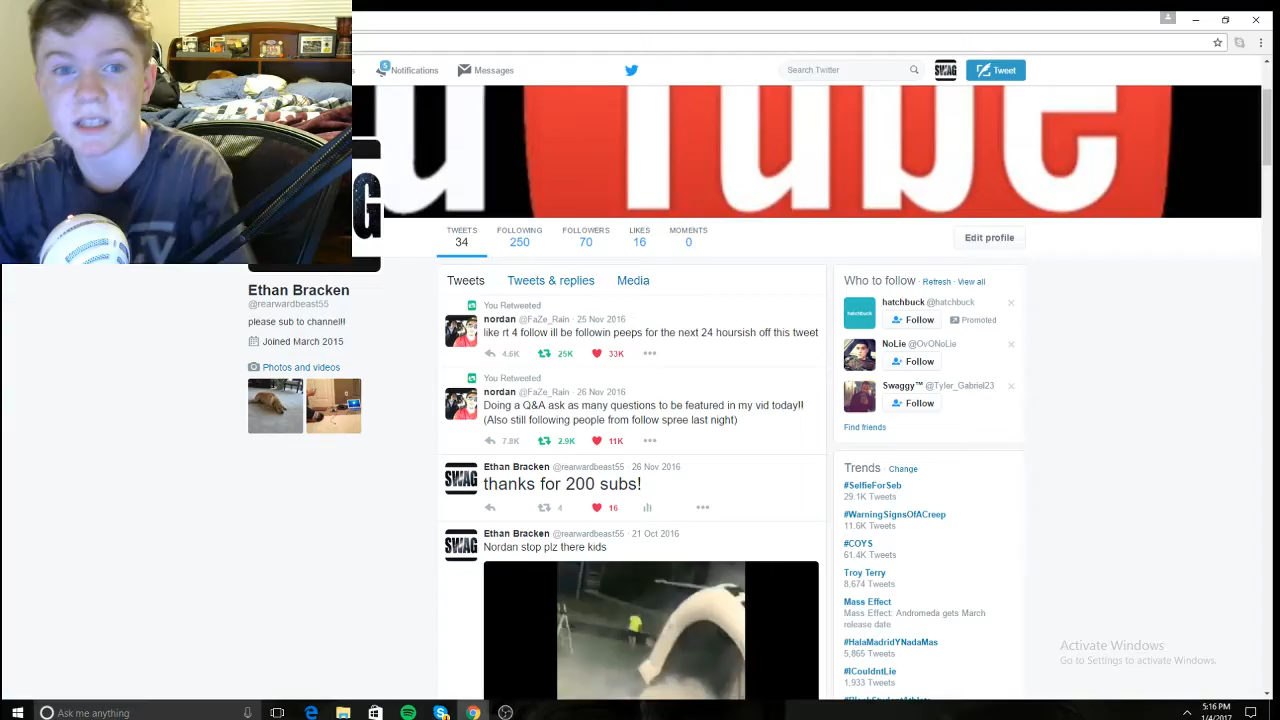 5
Notifications
Messages
Search Twitter
SWAG
Tweet
u Tube
G
TWEETS
34
FOLLOWING
250
FOLLOWERS
70
LIKES
16
MOMENTS
0
Edit profile
Ethan Bracken
@rearwardbeast55
please sub to channel!!
Joined March 2015
Photos and videos
Tweets
Tweets & replies
Media
You Retweeted
nordan @FaZe_Rain · 25 Nov 2016
like rt 4 follow ill be followin peeps for the next 24 hoursish off this tweet
4.6K
25K
33K
You Retweeted
nordan @FaZe_Rain · 26 Nov 2016
Doing a Q&A ask as many questions to be featured in my vid today!!
(Also still following people from follow spree last night)
7.8K
2.9K
11K
SWAG
Ethan Bracken @rearwardbeast55 · 26 Nov 2016
thanks for 200 subs!
4
16
SWAG
Ethan Bracken @rearwardbeast55 · 21 Oct 2016
Nordan stop plz there kids
Who to follow · Refresh · View all
hatchbuck @hatchbuck
hatchbuck
Follow
Promoted
NoLie @OvONoLie
Follow
Swaggy™ @Tyler_Gabriel23
Follow
Find friends
Trends · Change
#SelfieForSeb
29.1K Tweets
#WarningSignsOfACreep
11.6K Tweets
#COYS
61.4K Tweets
Troy Terry
8,674 Tweets
Mass Effect
Mass Effect: Andromeda gets March
release date
#HalaMadridYNadaMas
5,865 Tweets
#ICouldntLie
1,933 Tweets
Activate Windows
Go to Settings to activate Windows.
Ask me anything
5:16 PM
1/4/2017